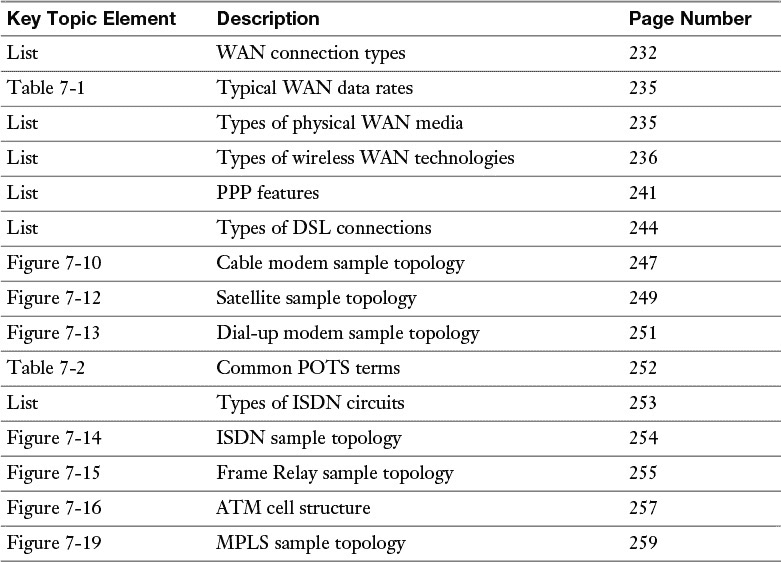 Key Topic Element Description Page Number
List WAN connection types 232
Table 7-1 Typical WAN data rates 235
List Types of physical WAN media 235
List Types of wireless WAN technologies 236
List PPP features 241
List Types of DSL connections 244
Figure 7-10 Cable modem sample topology 247
Figure 7-12 Satellite sample topology 249
Figure 7-13 Dial-up modem sample topology 251
Table 7-2 Common POTS terms 252
List Types of ISDN circuits 253
Figure 7-14 ISDN sample topology 254
Figure 7-15 Frame Relay sample topology 255
Figure 7-16 ATM cell structure 257
Figure 7-19 MPLS sample topology 259